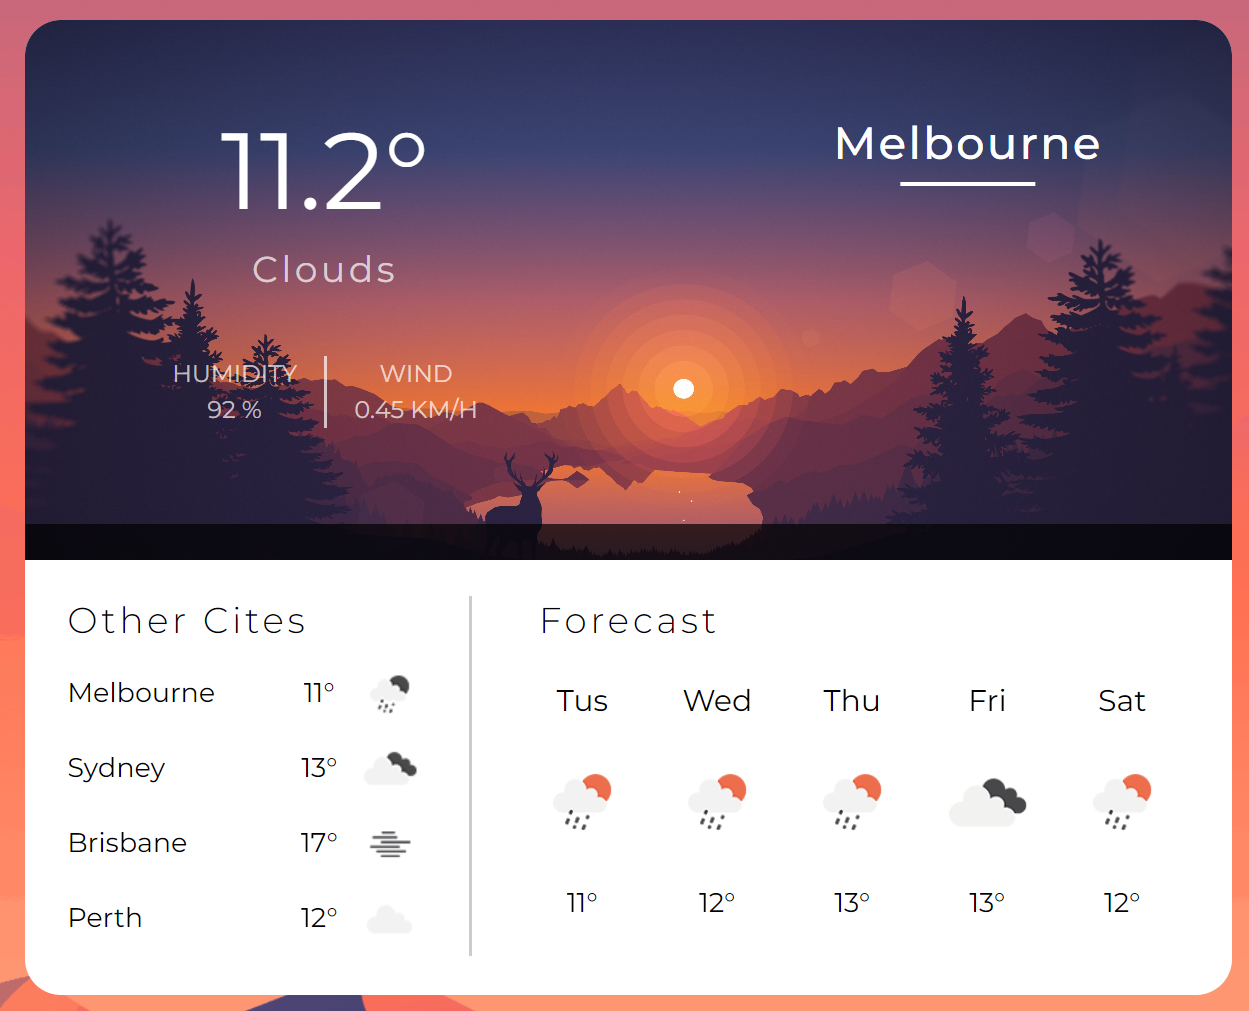 11.2°
Clouds
HUMIDITY
92 %
WIND
0.45 KM/H
Melbourne
Other Cites
Melbourne 11°
Sydney 13°
Brisbane 17°
Perth 12°
Forecast
Tus Wed Thu Fri Sat
11° 12° 13° 13° 12°